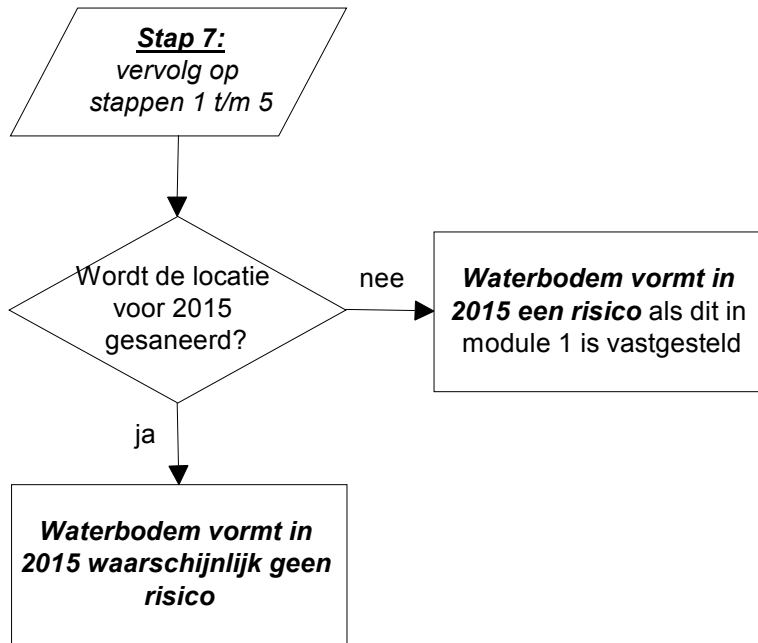 Stap 7:
vervolg op
stappen 1 t/m 5
Wordt de locatie
voor 2015
gesaneerd?
nee
Waterbodem vormt in
2015 een risico als dit in
module 1 is vastgesteld
ja
Waterbodem vormt in
2015 waarschijnlijk geen
risico